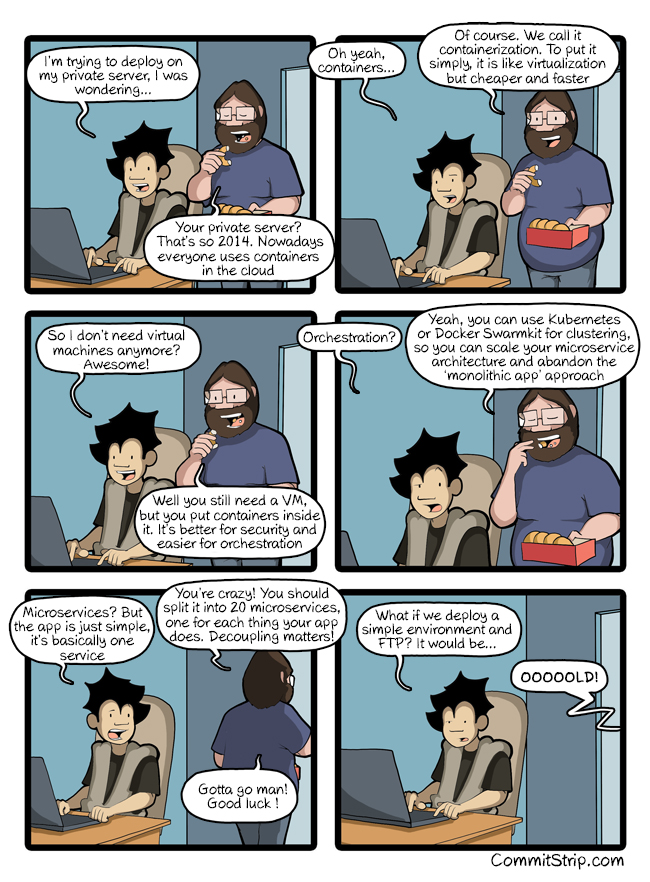 I'm trying to deploy on
my private server, I was
wondering...
Your private server?
That's so 2014. Nowadays
everyone uses containers
in the cloud
Oh yeah,
containers...
Of course. We call it
containerization. To put it
simply, it is like virtualization
but cheaper and faster
So I don't need virtual
machines anymore?
Awesome!
Well you still need a VM,
but you put containers inside
it. It's better for security and
easier for orchestration
Orchestration?
Yeah, you can use Kubernetes
or Docker Swarmkit for clustering,
so you can scale your microservice
architecture and abandon the
'monolithic app' approach
Microservices? But
the app is just simple,
it's basically one
service
You're crazy! You should
split it into 20 microservices,
one for each thing your app
does. Decoupling matters!
Gotta go man!
Good luck !
What if we deploy a
simple environment and
FTP? It would be...
OOOOOLD!
CommitStrip.com